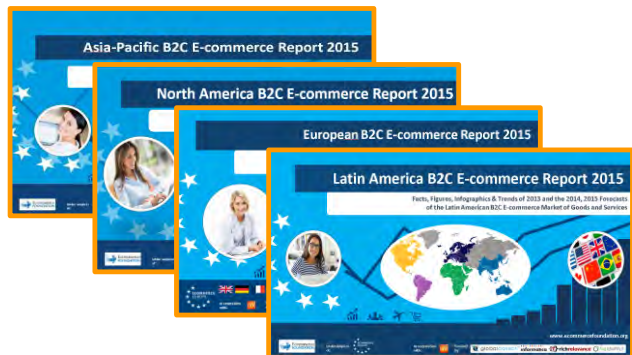 Asia-Pacific B2C E-commerce Report 2015
North America B2C E-commerce Report 2015
European B2C E-commerce Report 2015
Latin America B2C E-commerce Report 2015
Facts, Figures, Infographics & Trends of 2013 and the 2014, 2015 Forecasts
of the Latin American B2C E-commerce Market of Goods and Services
www.ecommercefoundation.org